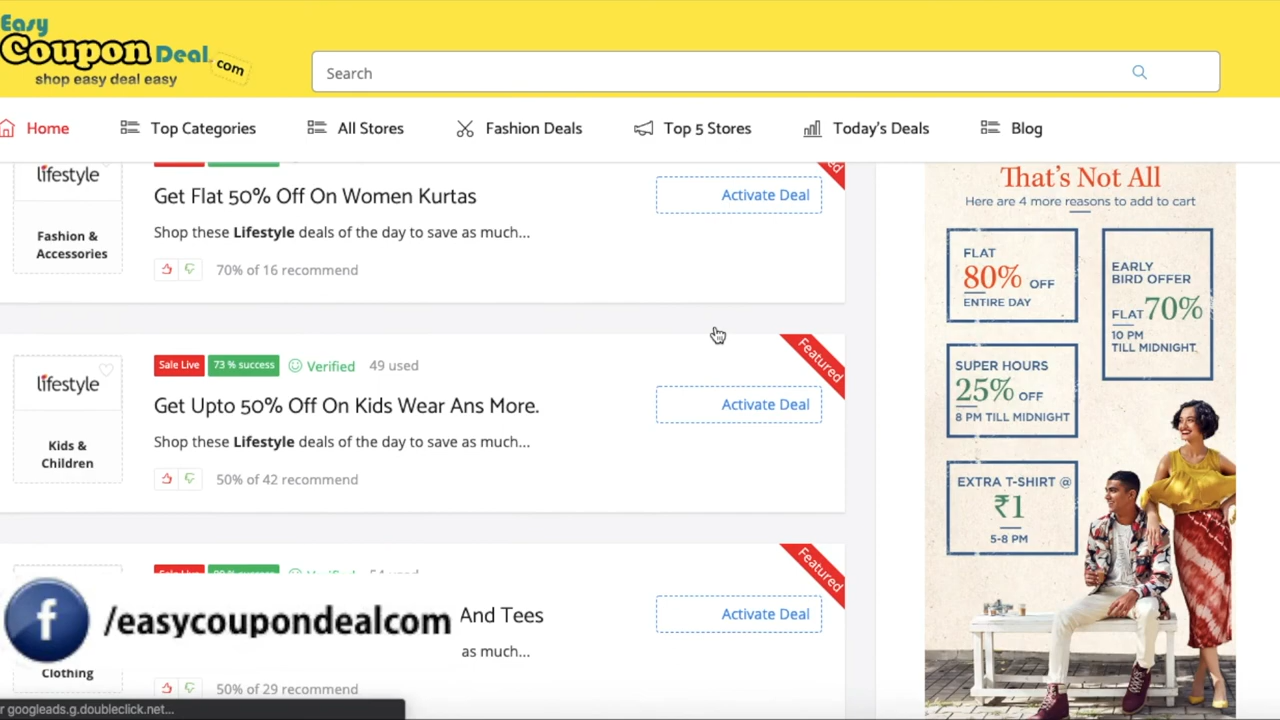 Easy
Coupon Deal.com
shop easy deal easy
Search
Home
Top Categories
All Stores
Fashion Deals
Top 5 Stores
Today's Deals
Blog
lifestyle
Fashion &
Accessories
Get Flat 50% Off On Women Kurtas
Shop these Lifestyle deals of the day to save as much...
70% of 16 recommend
Activate Deal
lifestyle
Kids &
Children
Sale Live
73 % success
Verified
49 used
Featured
Get Upto 50% Off On Kids Wear Ans More.
Shop these Lifestyle deals of the day to save as much...
50% of 42 recommend
Activate Deal
Featured
And Tees
as much...
Clothing
50% of 29 recommend
Activate Deal
f /easycoupondealcom
r googleads.g.doubleclick.net...
That's Not All
Here are 4 more reasons to add to cart
FLAT
80% OFF
ENTIRE DAY
EARLY
BIRD OFFER
FLAT 70%
10 PM
TILL MIDNIGHT
SUPER HOURS
25% OFF
8 PM TILL MIDNIGHT
EXTRA T-SHIRT @
₹1
5-8 PM